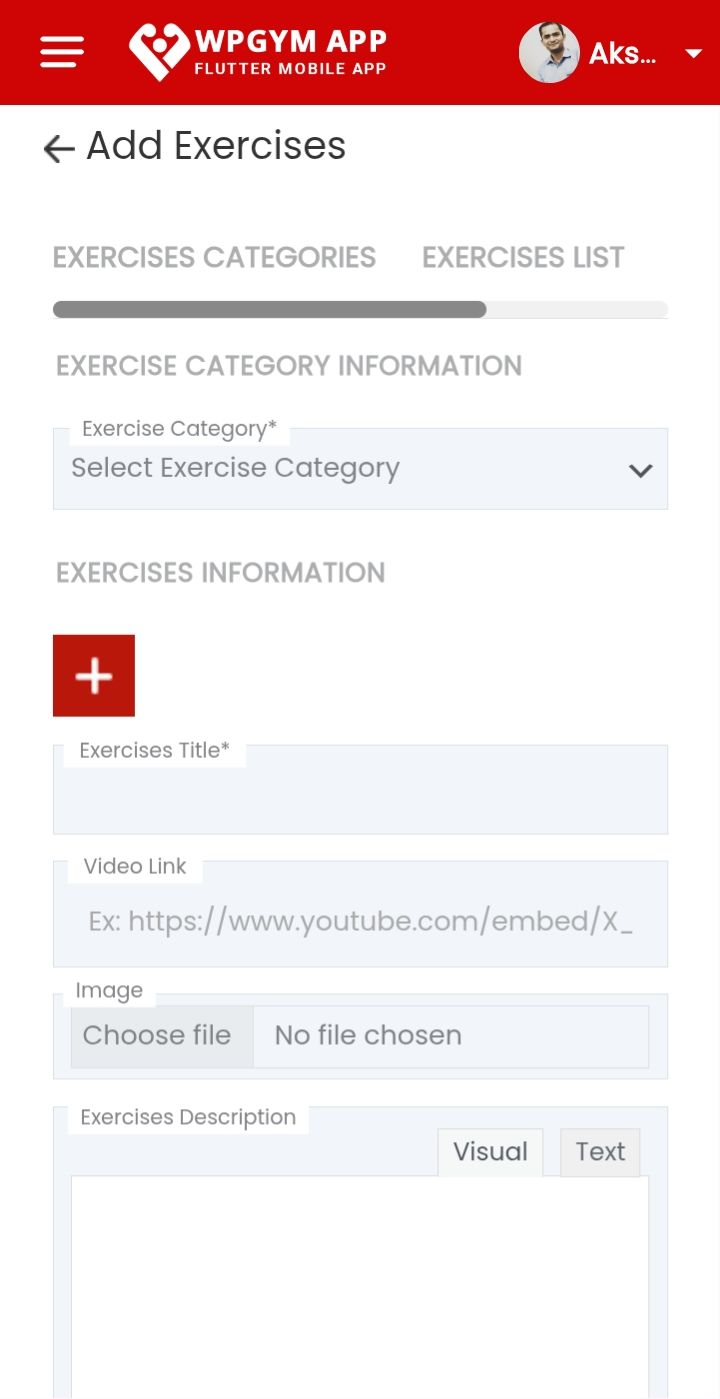 WPGYM APP
FLUTTER MOBILE APP
Aks...
Add Exercises
EXERCISES CATEGORIES EXERCISES LIST
EXERCISE CATEGORY INFORMATION
Exercise Category*
Select Exercise Category
EXERCISES INFORMATION
Exercises Title*
Video Link
Ex: https://www.youtube.com/embed/X_
Image
Choose file No file chosen
Exercises Description
Visual Text